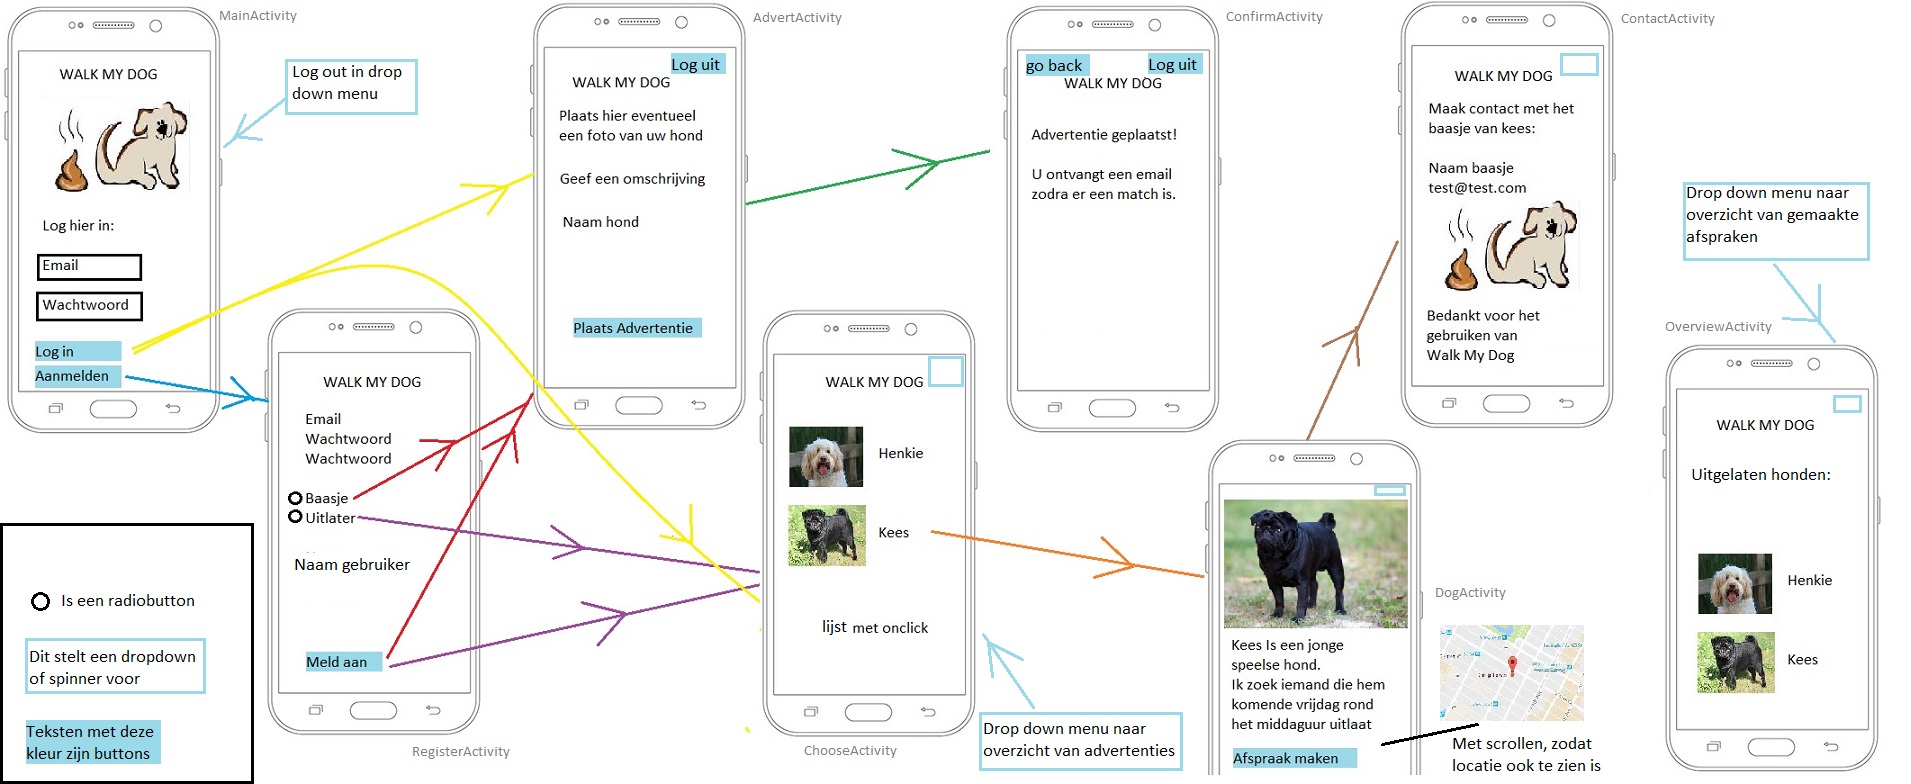 MainActivity
WALK MY DOG
Log hier in:
Email
Wachtwoord
Log in
Aanmelden
Log out in drop
down menu
AdvertActivity
Log uit
WALK MY DOG
Plaats hier eventueel
een foto van uw hond
Geef een omschrijving
Naam hond
Plaats Advertentie
ConfirmActivity
go back
Log uit
WALK MY DOG
Advertentie geplaatst!
U ontvangt een email
zodra er een match is.
ContactActivity
WALK MY DOG
Maak contact met het
baasje van kees:
Naam baasje
test@test.com
Bedankt voor het
gebruiken van
Walk My Dog
Drop down menu naar
overzicht van gemaakte
afspraken
OverviewActivity
WALK MY DOG
Uitgelaten honden:
Henkie
Kees
WALK MY DOG
Email
Wachtwoord
Wachtwoord
Baasje
Uitlater
Naam gebruiker
Meld aan
RegisterActivity
WALK MY DOG
Henkie
Kees
lijst met onclick
ChooseActivity
Drop down menu naar
overzicht van advertenties
DogActivity
Kees Is een jonge
speelse hond.
Ik zoek iemand die hem
komende vrijdag rond
het middaguur uitlaat
Afspraak maken
Met scrollen, zodat
locatie ook te zien is
Is een radiobutton
Dit stelt een dropdown
of spinner voor
Teksten met deze
kleur zijn buttons